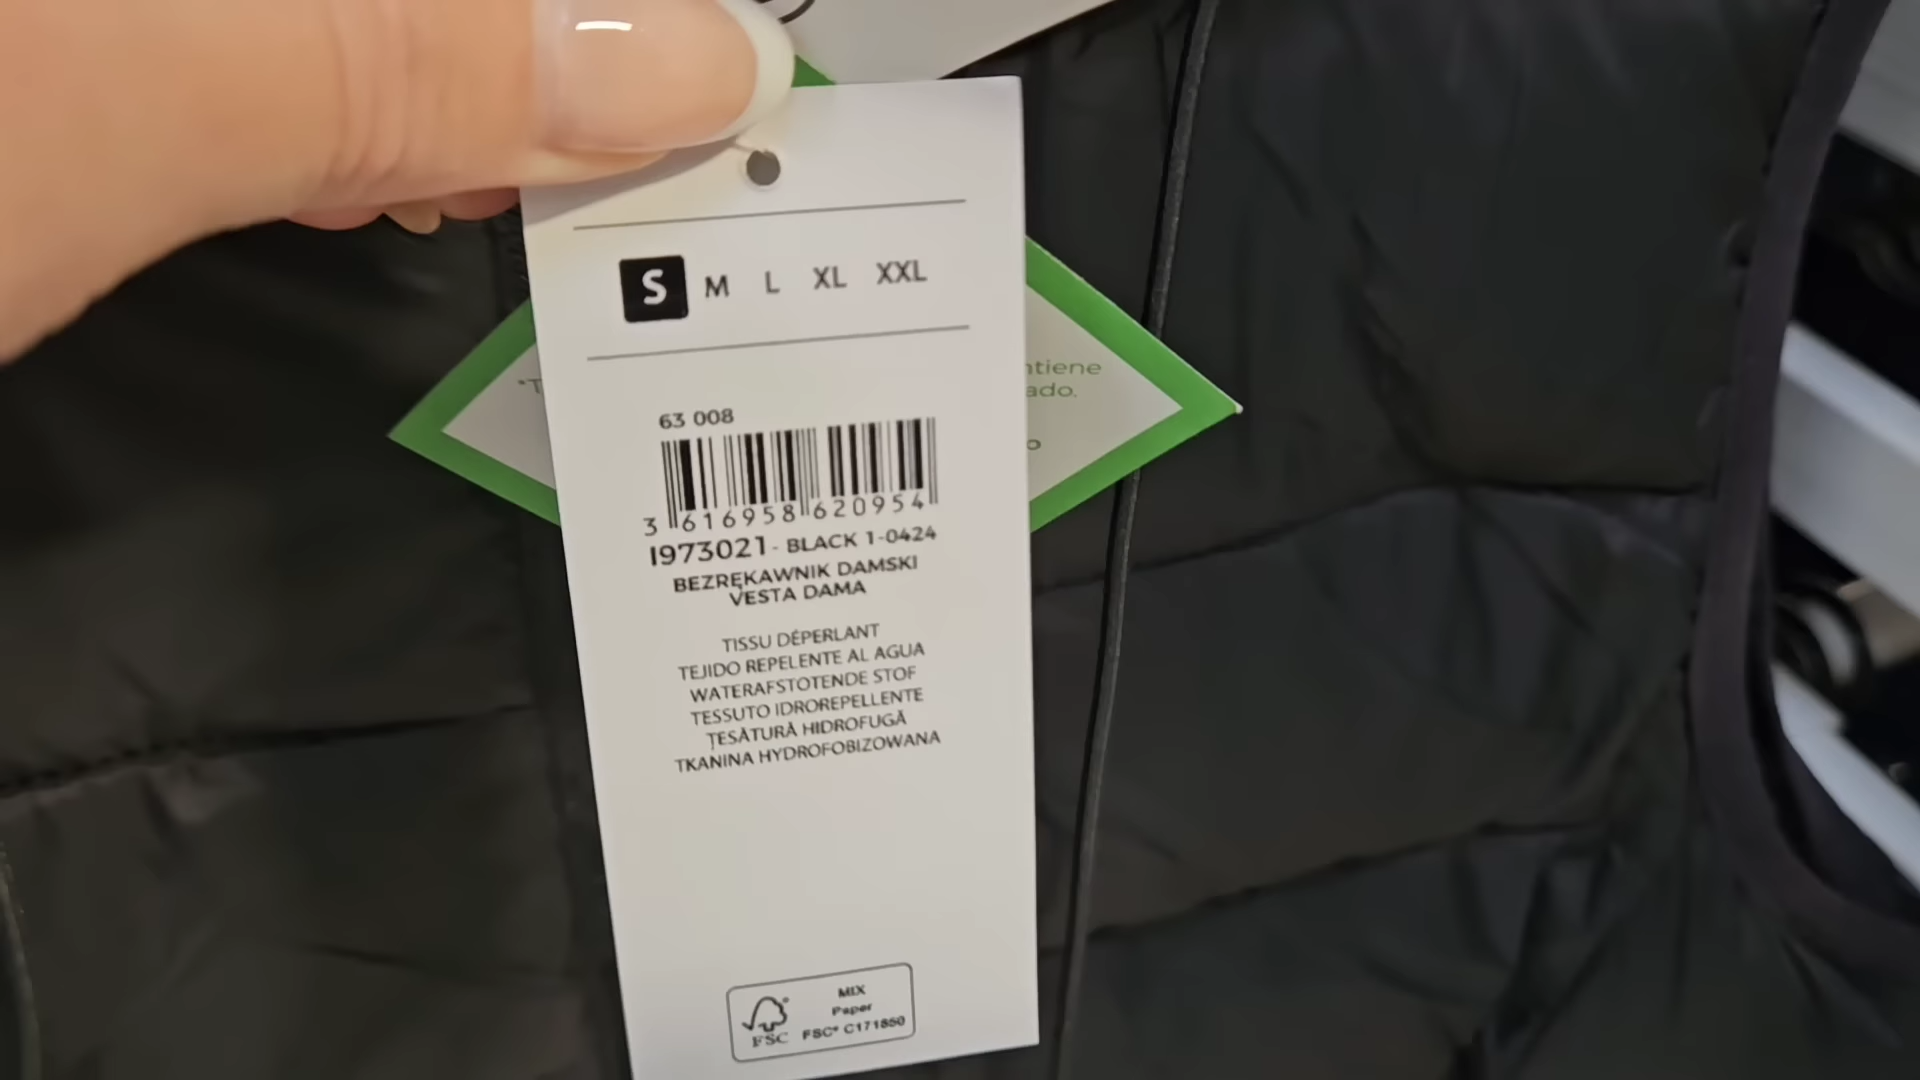 S M L XL XXL
63 008
3 616958 620954
I973021 - BLACK 1-0424
BEZRĘKAWNIK DAMSKI
VESTA DAMA
TISSU DÉPERLANT
TEJIDO REPELENTE AL AGUA
WATERAFSTOTENDE STOF
TESSUTO IDROREPELLENTE
ȚESĂTURĂ HIDROFUGĂ
TKANINA HYDROFOBIZOWANA
FSC
MIX
Paper
FSC® C171850